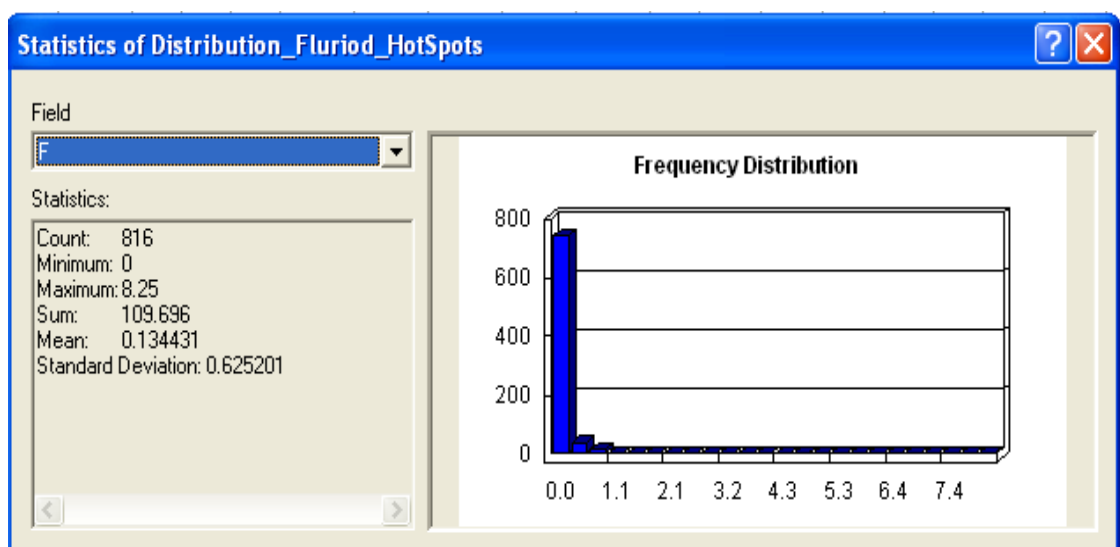 Statistics of Distribution_Fluriod_HotSpots
Field
F
Statistics:
Count: 816
Minimum: 0
Maximum: 8.25
Sum: 109.696
Mean: 0.134431
Standard Deviation: 0.625201
Frequency Distribution
800
600
400
200
0
0.0 1.1 2.1 3.2 4.3 5.3 6.4 7.4